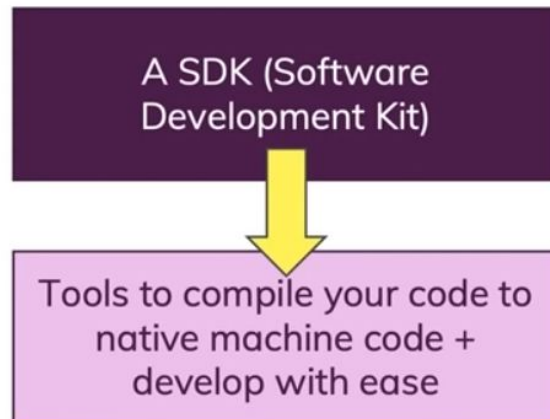 A SDK (Software
Development Kit)
Tools to compile your code to
native machine code +
develop with ease